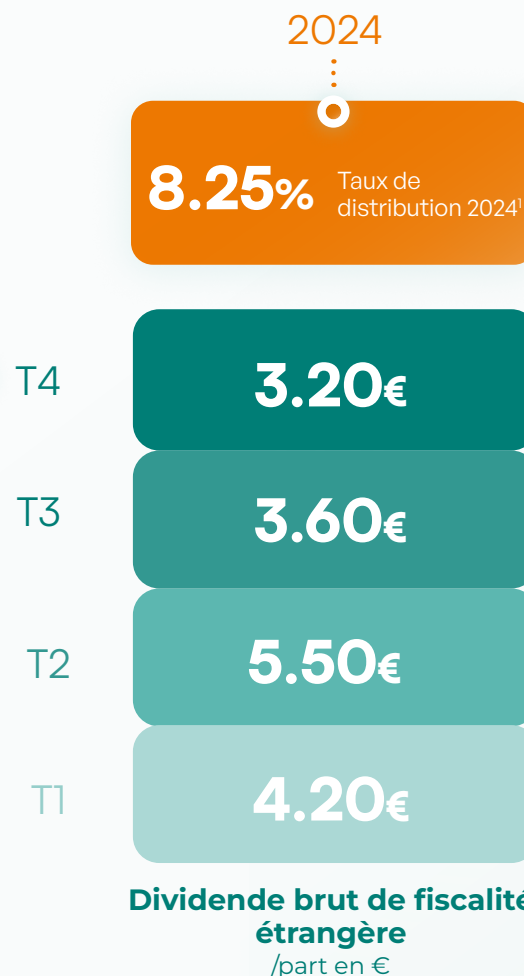 2024
8.25% Taux de
distribution 2024¹
T4 3.20€
T3 3.60€
T2 5.50€
T1 4.20€
Dividende brut de fiscalité
étrangère
/part en €